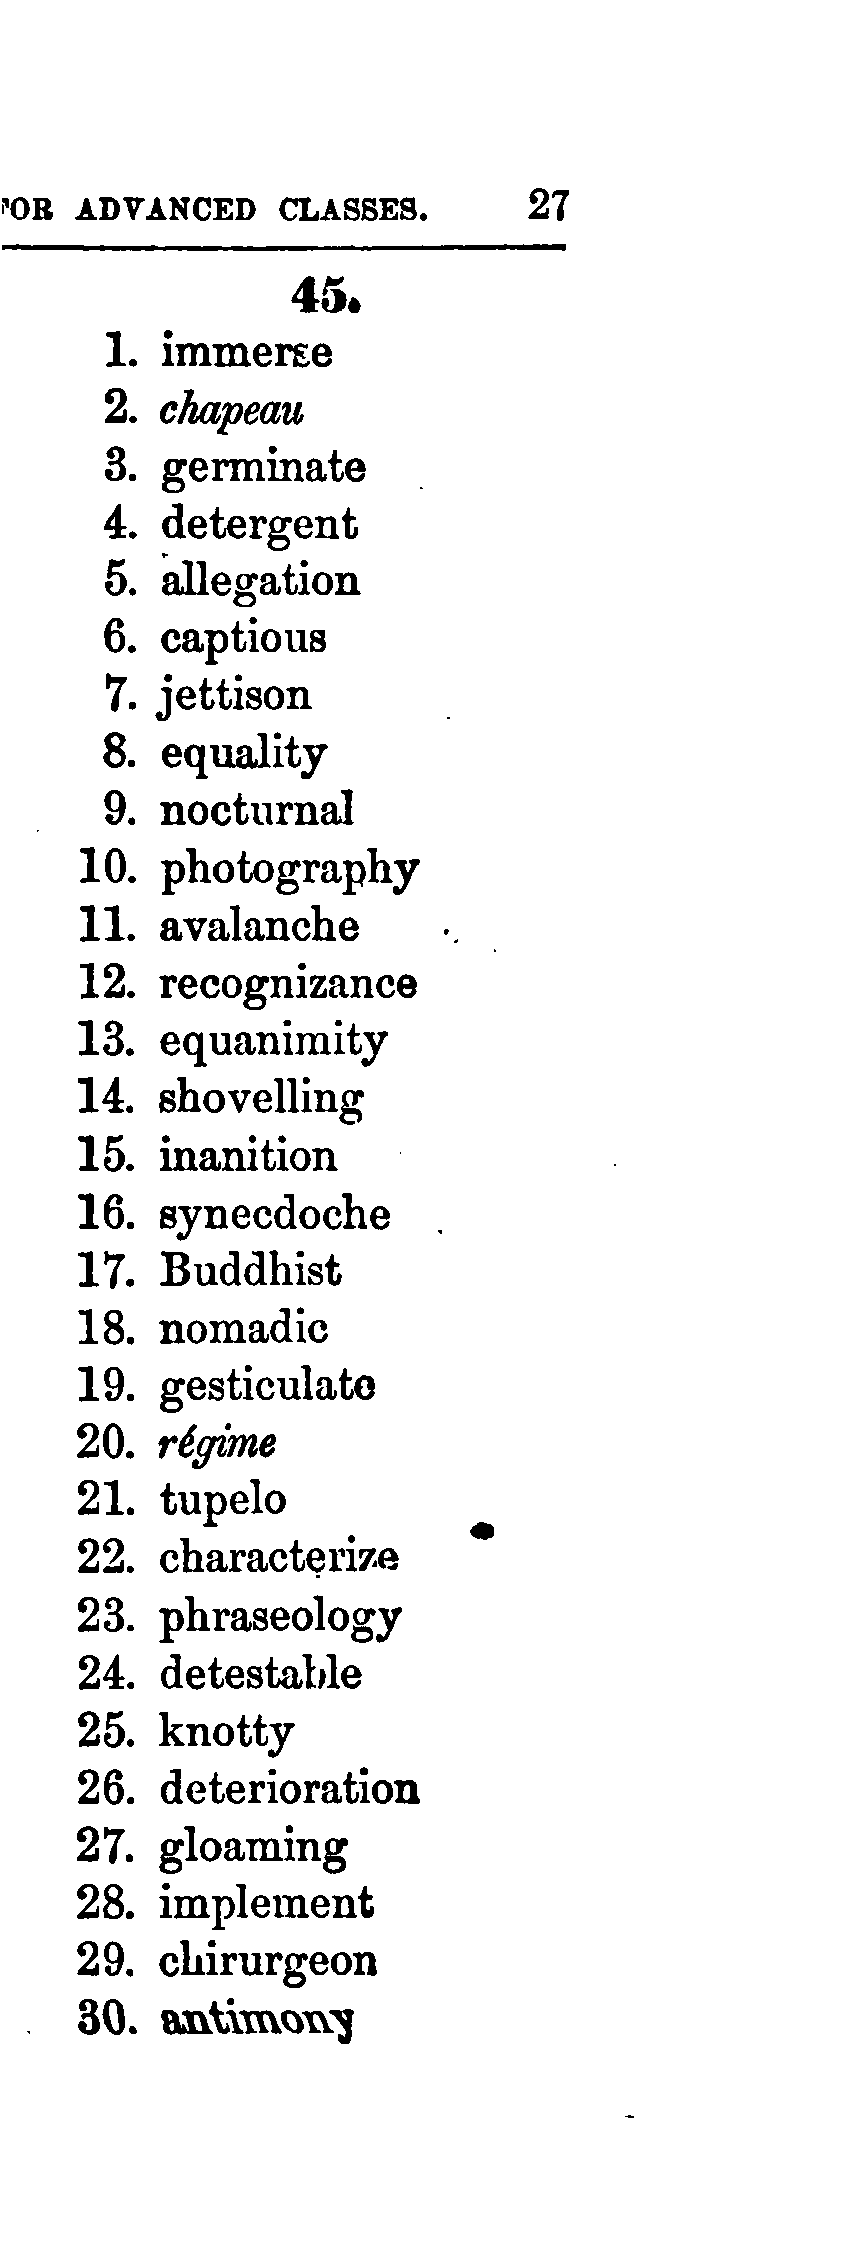 FOR ADVANCED CLASSES. 27
45.
1. immerse
2. chapeau
3. germinate
4. detergent
5. allegation
6. captious
7. jettison
8. equality
9. nocturnal
10. photography
11. avalanche
12. recognizance
13. equanimity
14. shovelling
15. inanition
16. synecdoche
17. Buddhist
18. nomadic
19. gesticulate
20. régime
21. tupelo
22. characterize
23. phraseology
24. detestable
25. knotty
26. deterioration
27. gloaming
28. implement
29. chirurgeon
30. antimony